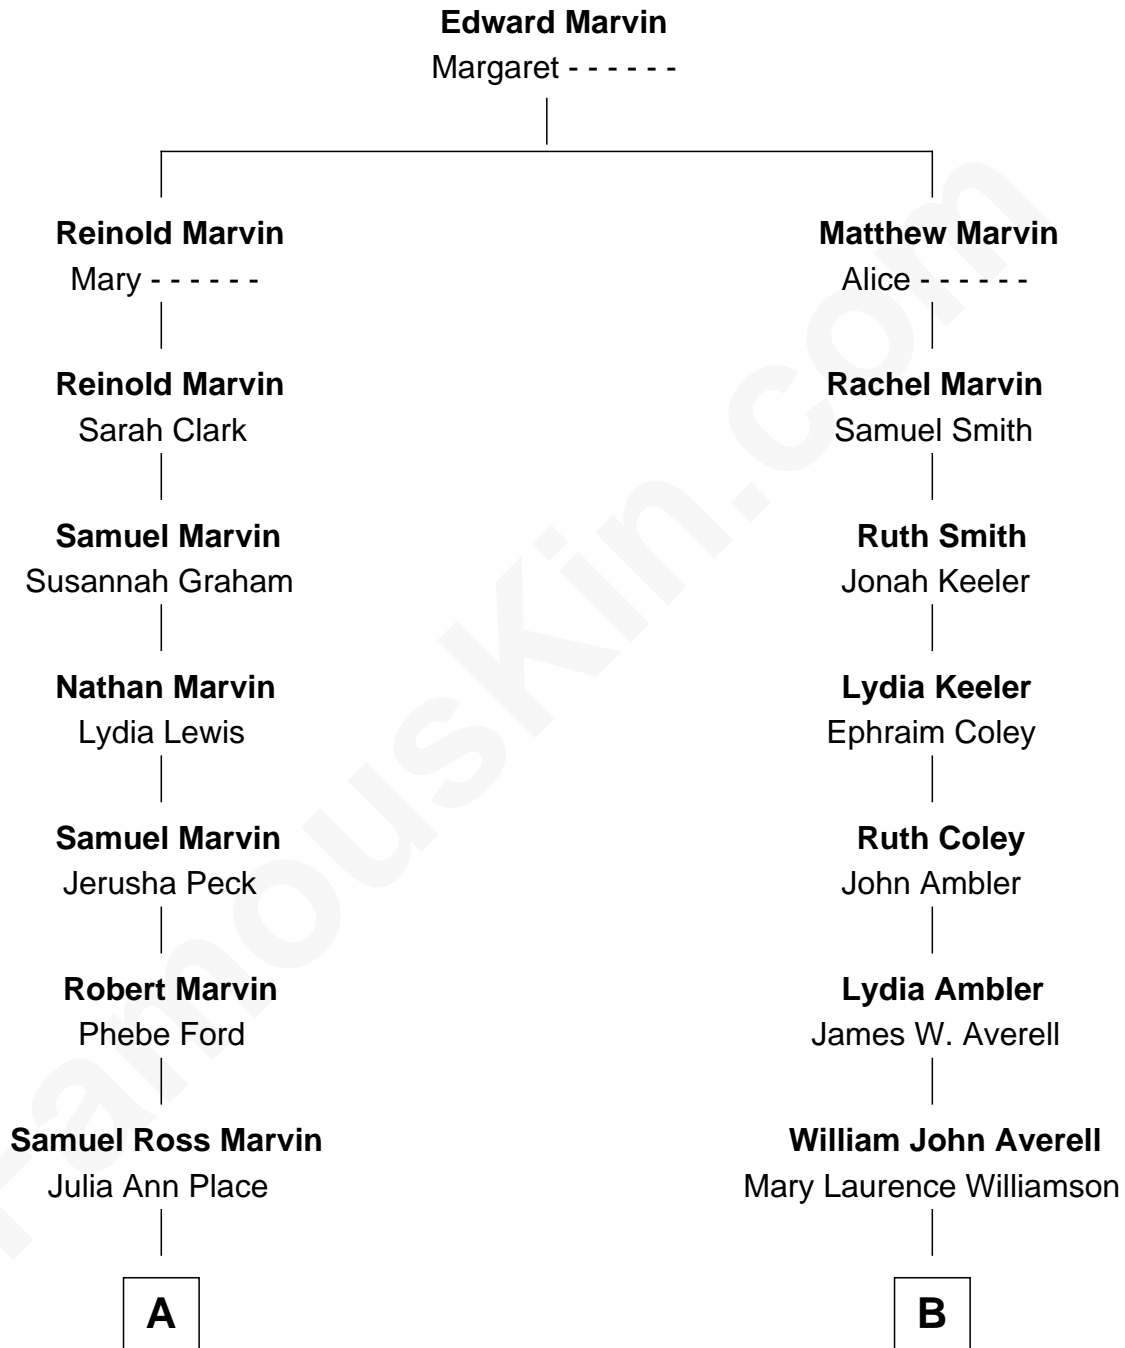 Edward Marvin
Margaret - - - - - -
Reinold Marvin
Mary - - - - - -
Matthew Marvin
Alice - - - - - -
Reinold Marvin
Sarah Clark
Rachel Marvin
Samuel Smith
Samuel Marvin
Susannah Graham
Ruth Smith
Jonah Keeler
Nathan Marvin
Lydia Lewis
Lydia Keeler
Ephraim Coley
Samuel Marvin
Jerusha Peck
Ruth Coley
John Ambler
Robert Marvin
Phebe Ford
Lydia Ambler
James W. Averell
Samuel Ross Marvin
Julia Ann Place
William John Averell
Mary Laurence Williamson
A
B
FamousKin.com